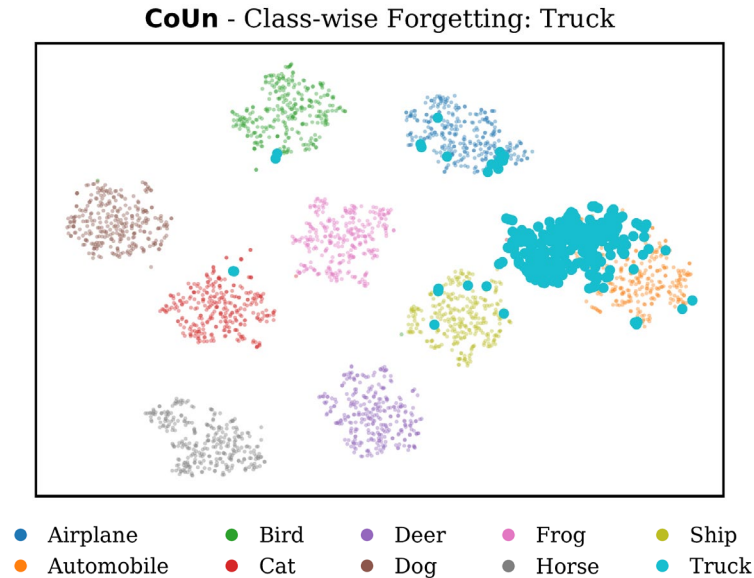 CoUn - Class-wise Forgetting: Truck
Airplane Bird Deer Frog Ship
Automobile Cat Dog Horse Truck